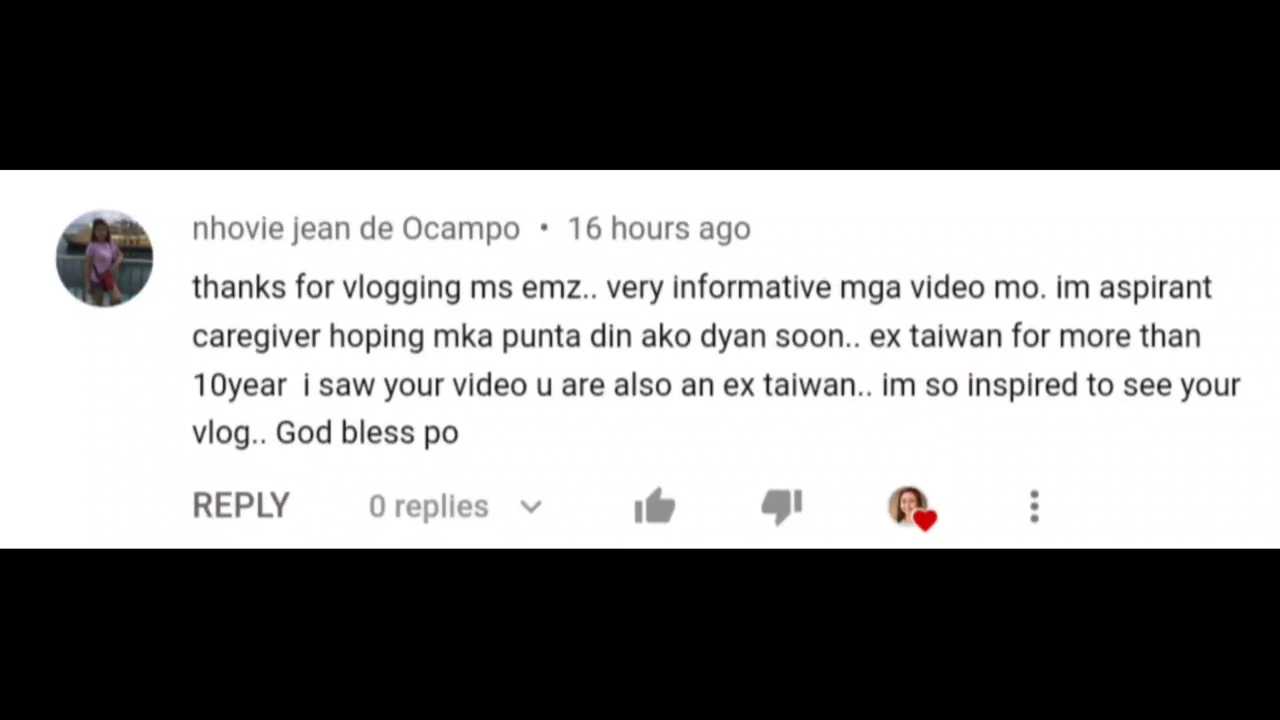 nhovie jean de Ocampo • 16 hours ago
thanks for vlogging ms emz.. very informative mga video mo. im aspirant
caregiver hoping mka punta din ako dyan soon.. ex taiwan for more than
10year  i saw your video u are also an ex taiwan.. im so inspired to see your
vlog.. God bless po
REPLY 0 replies